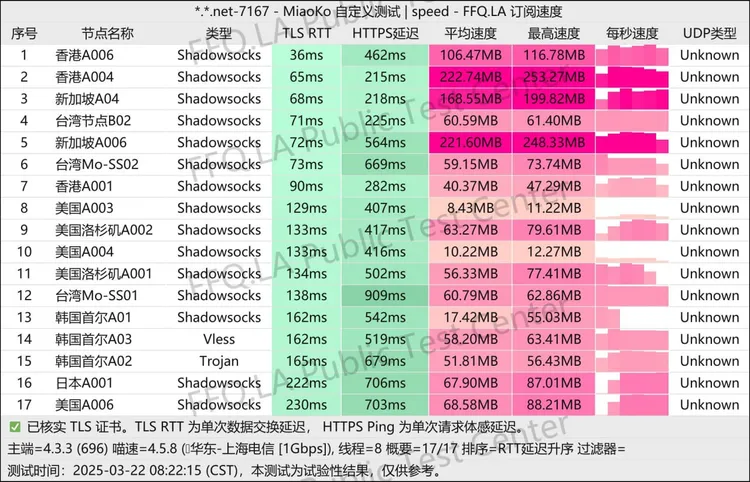 *.*.net-7167 - MiaoKo 自定义测试 | speed - FFQ.LA 订阅速度
序号 节点名称 类型 TLS RTT HTTPS延迟 平均速度 最高速度 每秒速度 UDP类型
1 香港A006 Shadowsocks 36ms 462ms 106.47MB 116.78MB Unknown
2 香港A004 Shadowsocks 65ms 215ms 222.74MB 253.27MB Unknown
3 新加坡A04 Shadowsocks 68ms 218ms 168.55MB 199.82MB Unknown
4 台湾节点B02 Shadowsocks 71ms 225ms 60.59MB 61.40MB Unknown
5 新加坡A006 Shadowsocks 72ms 564ms 221.60MB 248.33MB Unknown
6 台湾Mo-SS02 Shadowsocks 73ms 669ms 59.15MB 73.74MB Unknown
7 香港A001 Shadowsocks 90ms 282ms 40.37MB 47.29MB Unknown
8 美国A003 Shadowsocks 129ms 407ms 8.43MB 11.22MB Unknown
9 美国洛杉矶A002 Shadowsocks 133ms 417ms 63.27MB 79.61MB Unknown
10 美国A004 Shadowsocks 133ms 416ms 10.22MB 12.27MB Unknown
11 美国洛杉矶A001 Shadowsocks 134ms 502ms 56.33MB 77.41MB Unknown
12 台湾Mo-SS01 Shadowsocks 138ms 909ms 60.79MB 62.86MB Unknown
13 韩国首尔A01 Shadowsocks 162ms 542ms 17.42MB 55.03MB Unknown
14 韩国首尔A03 Vless 162ms 519ms 58.20MB 63.41MB Unknown
15 韩国首尔A02 Trojan 165ms 679ms 51.81MB 56.43MB Unknown
16 日本A001 Shadowsocks 222ms 706ms 67.90MB 87.01MB Unknown
17 美国A006 Shadowsocks 230ms 703ms 68.58MB 88.21MB Unknown
✅ 已核实 TLS 证书。TLS RTT 为单次数据交换延迟， HTTPS Ping 为单次请求体感延迟。
主端=4.3.3 (696) 喵速=4.5.8 (华东-上海电信 [1Gbps]), 线程=8 概要=17/17 排序=RTT延迟升序 过滤器=
测试时间：2025-03-22 08:22:15 (CST)，本测试为试验性结果，仅供参考。
FFQ.LA Public Test Center
FFQ.LA Public Test Center
FFQ.LA Public Test Center